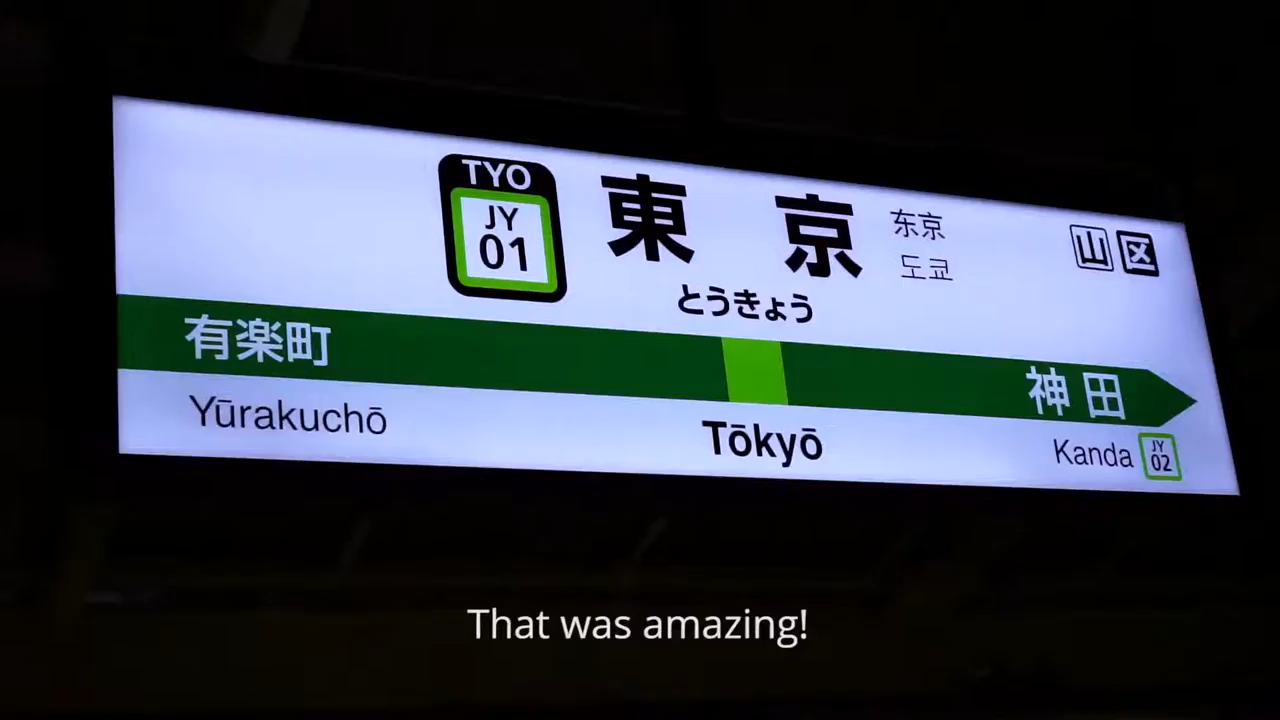 TYO
JY
01
東京
东京
도쿄
とうきょう
山 区
有楽町
神田
Yūrakuchō
Tōkyō
Kanda
JY
02
That was amazing!